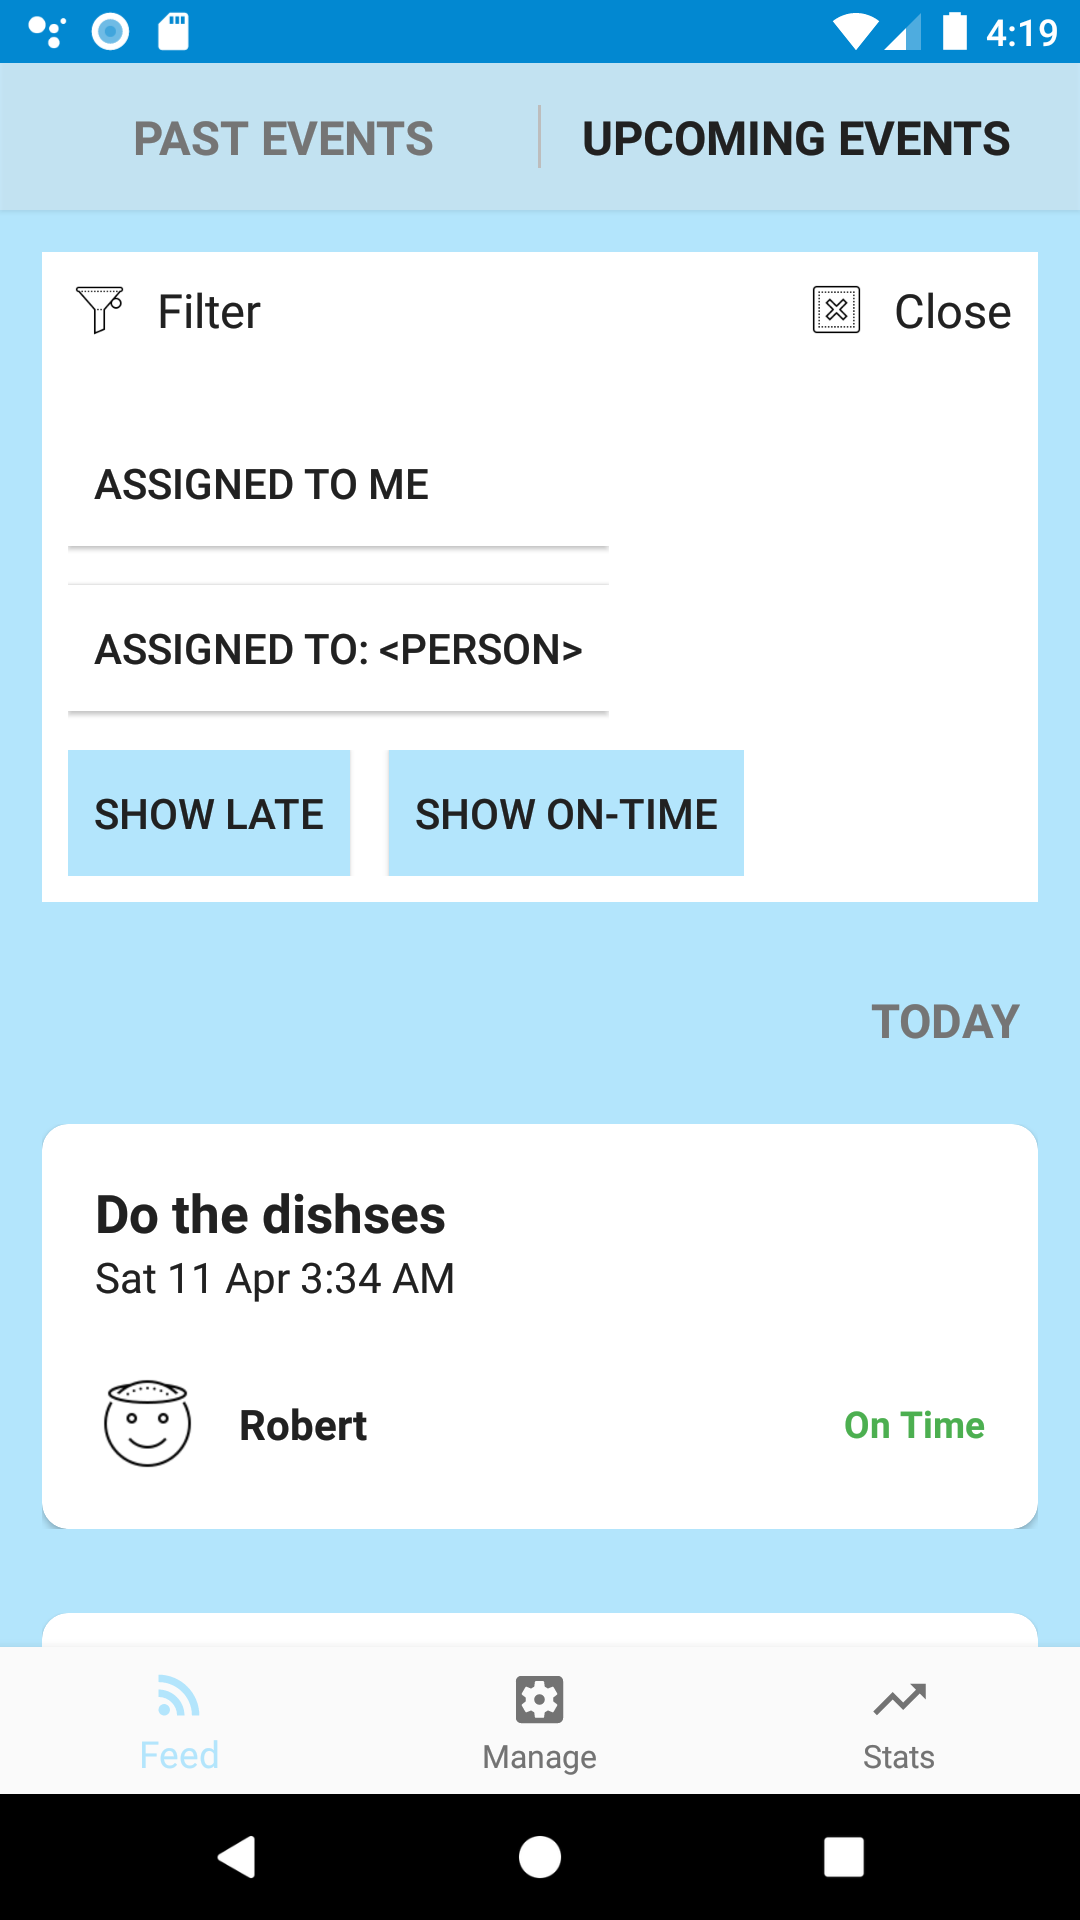 4:19
PAST EVENTS
UPCOMING EVENTS
Filter
Close
ASSIGNED TO ME
ASSIGNED TO: <PERSON>
SHOW LATE
SHOW ON-TIME
TODAY
Do the dishses
Sat 11 Apr 3:34 AM
Robert
On Time
Feed
Manage
Stats